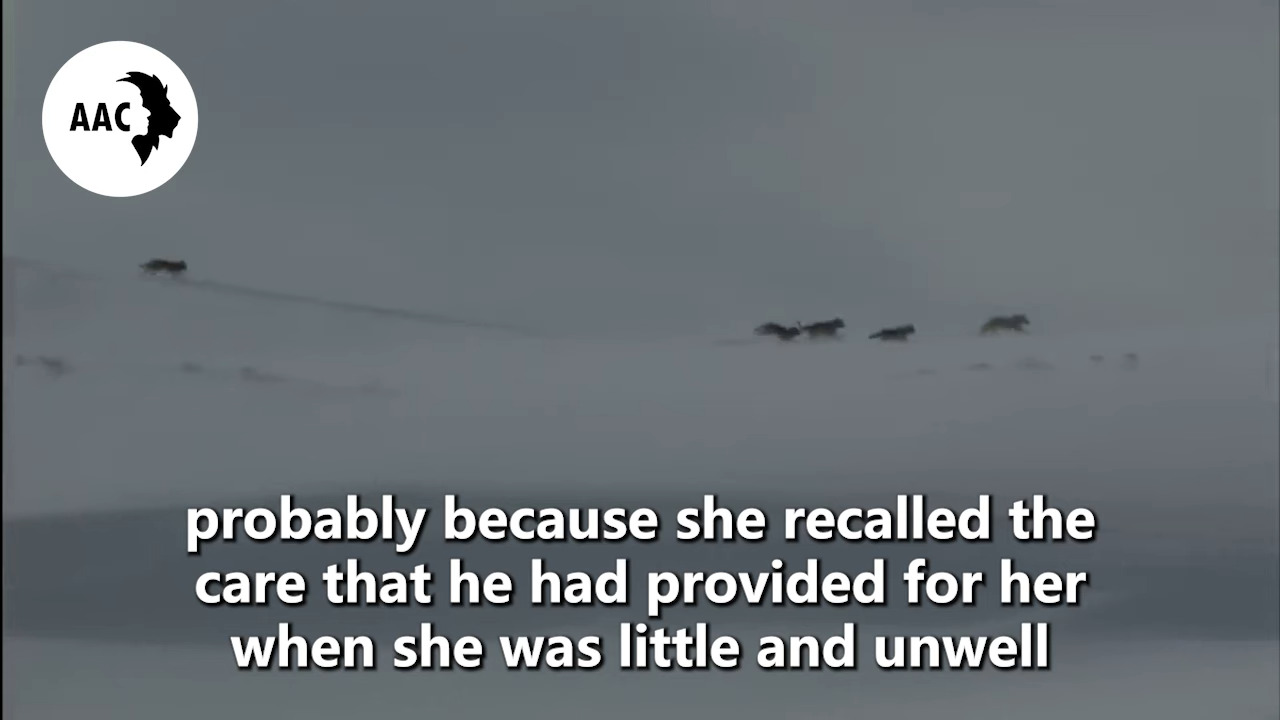 AAC
probably because she recalled the
care that he had provided for her
when she was little and unwell